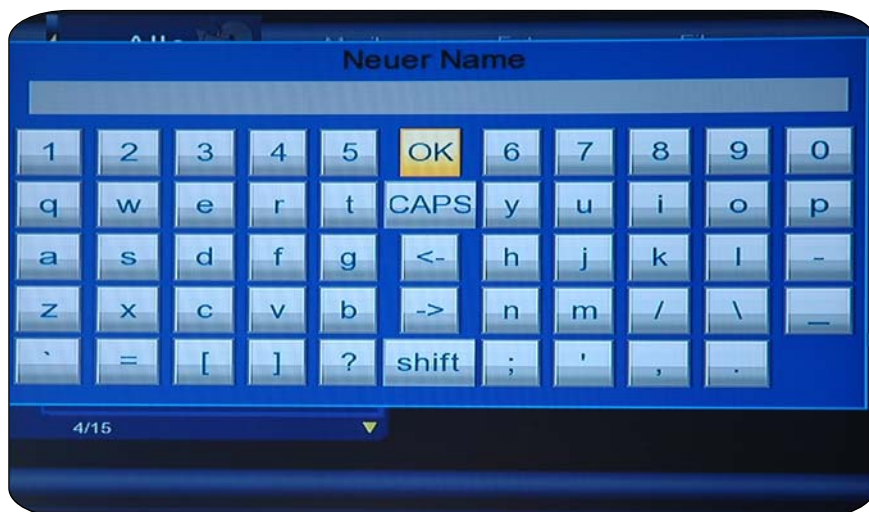 Neuer Name
1 2 3 4 5 OK 6 7 8 9 0
q w e r t CAPS y u i o p
a s d f g <- h j k l -
z x c v b -> n m / \ _
` = [ ] ? shift ; ' , .
4/15